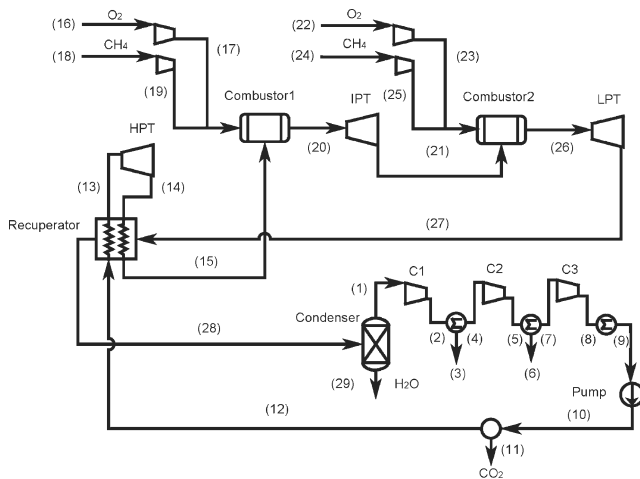 (16) O₂
(17)
(18) CH₄
(19)
Combustor1
(20)
IPT
(22) O₂
(23)
(24) CH₄
(25)
(21)
Combustor2
(26)
LPT
HPT
(13)
(14)
Recuperator
(15)
(27)
(28)
Condenser
(1)
C1
(2)
(3)
(4)
C2
(5)
(6)
(7)
C3
(8)
(9)
(29)
H₂O
Pump
(10)
(11)
CO₂
(12)